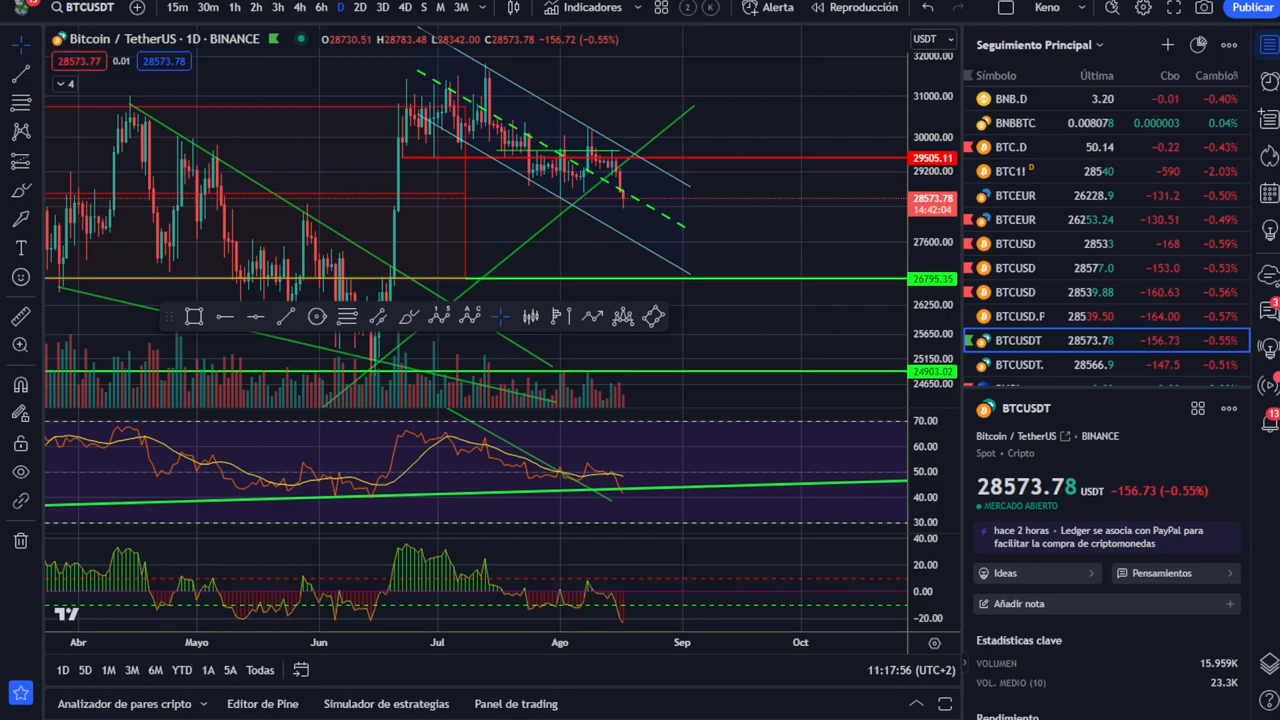 BTCUSDT 15m 30m 1h 2h 3h 4h 6h D 2D 3D 4D S M 3M Indicadores 2 K Alerta Reproducción Keno Publicar
Bitcoin / TetherUS · 1D · BINANCE O28730.51 H28783.48 L28342.00 C28573.78 −156.72 (−0.55%) USDT
28573.77 0.01 28573.78
4
32000.00
31000.00
30000.00
29505.11
29200.00
28573.78
14:42:04
27600.00
26795.35
26250.00
25650.00
25150.00
24903.02
24650.00
70.00
60.00
50.00
40.00
30.00
40.00
20.00
0.00
−20.00
Abr Mayo Jun Jul Ago Sep Oct
1D 5D 1M 3M 6M YTD 1A 5A Todas 11:17:56 (UTC+2)
Analizador de pares cripto Editor de Pine Simulador de estrategias Panel de trading
Seguimiento Principal
Símbolo Última Cbo Cambio%
BNB.D 3.20 −0.01 −0.40%
BNBBTC 0.008078 0.000003 0.04%
BTC.D 50.14 −0.22 −0.43%
BTC1! 28540 −590 −2.03%
BTCEUR 26228.9 −131.2 −0.50%
BTCEUR 26253.24 −130.51 −0.49%
BTCUSD 28533 −168 −0.59%
BTCUSD 28577.0 −153.0 −0.53%
BTCUSD 28539.88 −160.63 −0.56%
BTCUSD.P 28539.50 −164.00 −0.57%
BTCUSDT 28573.78 −156.73 −0.55%
BTCUSDT. 28566.9 −147.5 −0.51%
BTCUSDT
Bitcoin / TetherUS · BINANCE
Spot · Cripto
28573.78 USDT −156.73 (−0.55%)
MERCADO ABIERTO
hace 2 horas · Ledger se asocia con PayPal para
facilitar la compra de criptomonedas
Ideas Pensamientos
Añadir nota
Estadísticas clave
VOLUMEN 15.959K
VOL. MEDIO (10) 23.3K
3
13